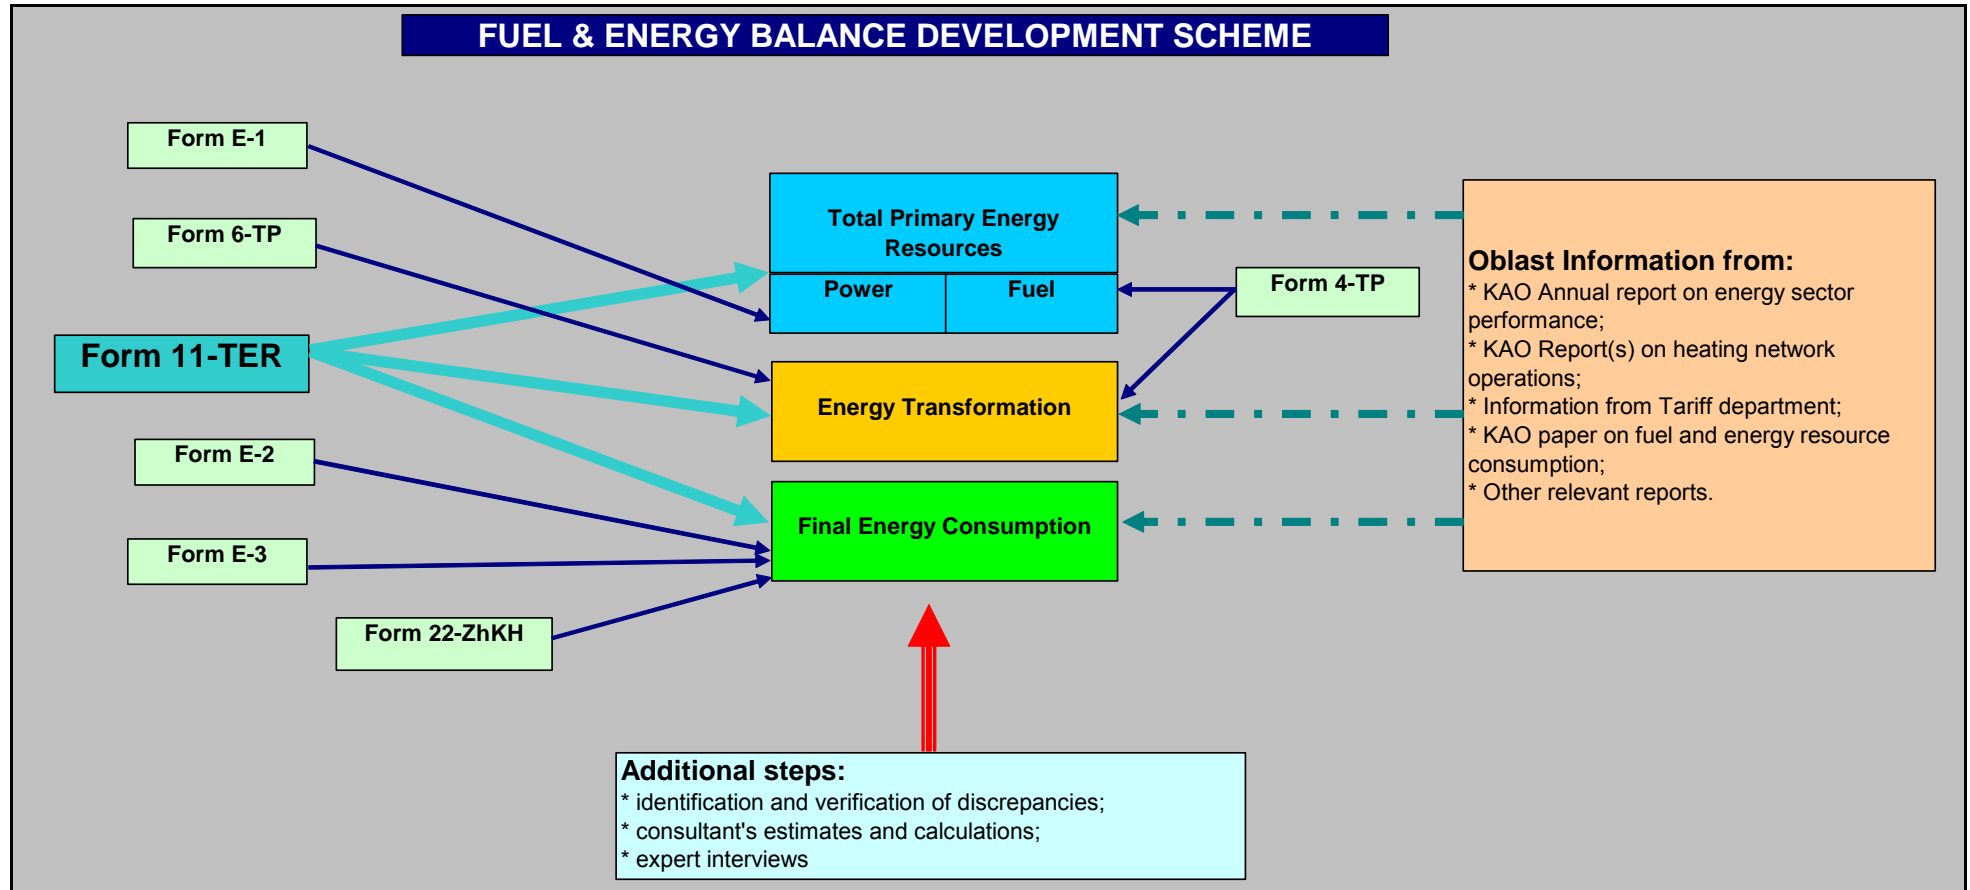 FUEL & ENERGY BALANCE DEVELOPMENT SCHEME
Form E-1
Form 6-TP
Form 11-TER
Form E-2
Form E-3
Form 22-ZhKH
Total Primary Energy
Resources
Power
Fuel
Form 4-TP
Energy Transformation
Final Energy Consumption
Oblast Information from:
* KAO Annual report on energy sector
performance;
* KAO Report(s) on heating network
operations;
* Information from Tariff department;
* KAO paper on fuel and energy resource
consumption;
* Other relevant reports.
Additional steps:
* identification and verification of discrepancies;
* consultant's estimates and calculations;
* expert interviews